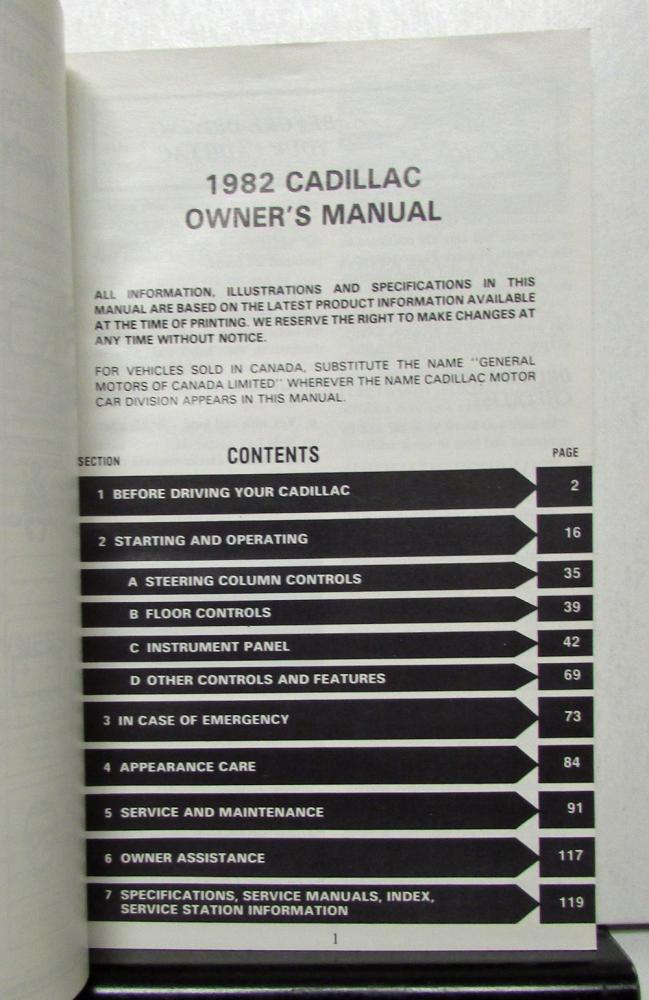 1982 CADILLAC
OWNER'S MANUAL
ALL INFORMATION, ILLUSTRATIONS AND SPECIFICATIONS IN THIS
MANUAL ARE BASED ON THE LATEST PRODUCT INFORMATION AVAILABLE
AT THE TIME OF PRINTING. WE RESERVE THE RIGHT TO MAKE CHANGES AT
ANY TIME WITHOUT NOTICE.
FOR VEHICLES SOLD IN CANADA, SUBSTITUTE THE NAME "GENERAL
MOTORS OF CANADA LIMITED" WHEREVER THE NAME CADILLAC MOTOR
CAR DIVISION APPEARS IN THIS MANUAL.
SECTION CONTENTS PAGE
1 BEFORE DRIVING YOUR CADILLAC 2
2 STARTING AND OPERATING 16
A STEERING COLUMN CONTROLS 35
B FLOOR CONTROLS 39
C INSTRUMENT PANEL 42
D OTHER CONTROLS AND FEATURES 69
3 IN CASE OF EMERGENCY 73
4 APPEARANCE CARE 84
5 SERVICE AND MAINTENANCE 91
6 OWNER ASSISTANCE 117
7 SPECIFICATIONS, SERVICE MANUALS, INDEX,
SERVICE STATION INFORMATION 119
1